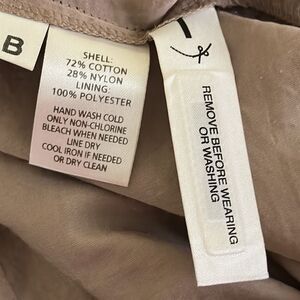 B
SHELL:
72% COTTON
28% NYLON
LINING:
100% POLYESTER
HAND WASH COLD
ONLY NON-CHLORINE
BLEACH WHEN NEEDED
LINE DRY
COOL IRON IF NEEDED
OR DRY CLEAN
REMOVE BEFORE WEARING
OR WASHING